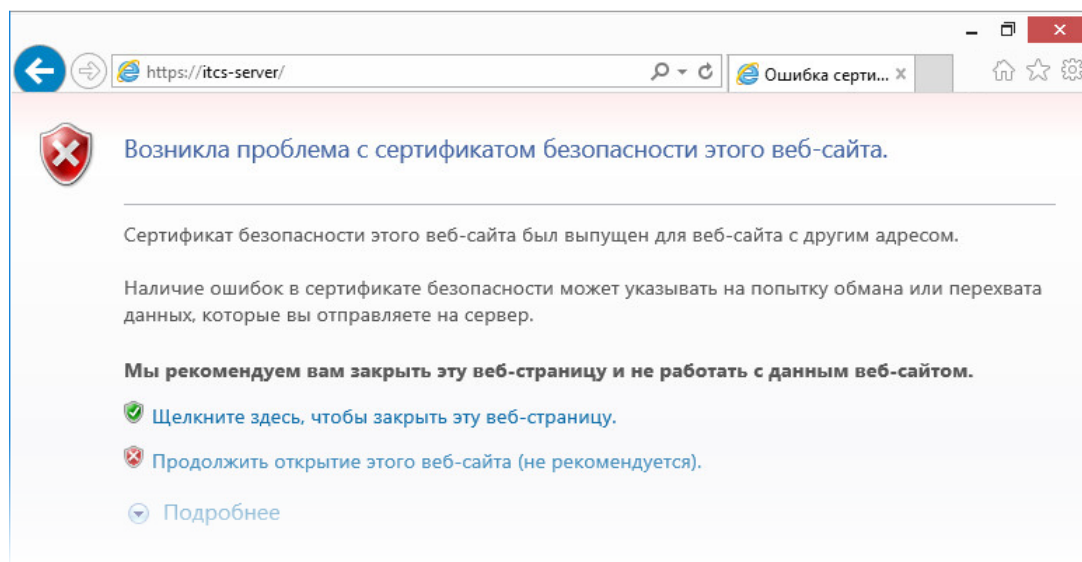 https://itcs-server/
Ошибка серти...
Возникла проблема с сертификатом безопасности этого веб-сайта.
Сертификат безопасности этого веб-сайта был выпущен для веб-сайта с другим адресом.
Наличие ошибок в сертификате безопасности может указывать на попытку обмана или перехвата
данных, которые вы отправляете на сервер.
Мы рекомендуем вам закрыть эту веб-страницу и не работать с данным веб-сайтом.
Щелкните здесь, чтобы закрыть эту веб-страницу.
Продолжить открытие этого веб-сайта (не рекомендуется).
Подробнее